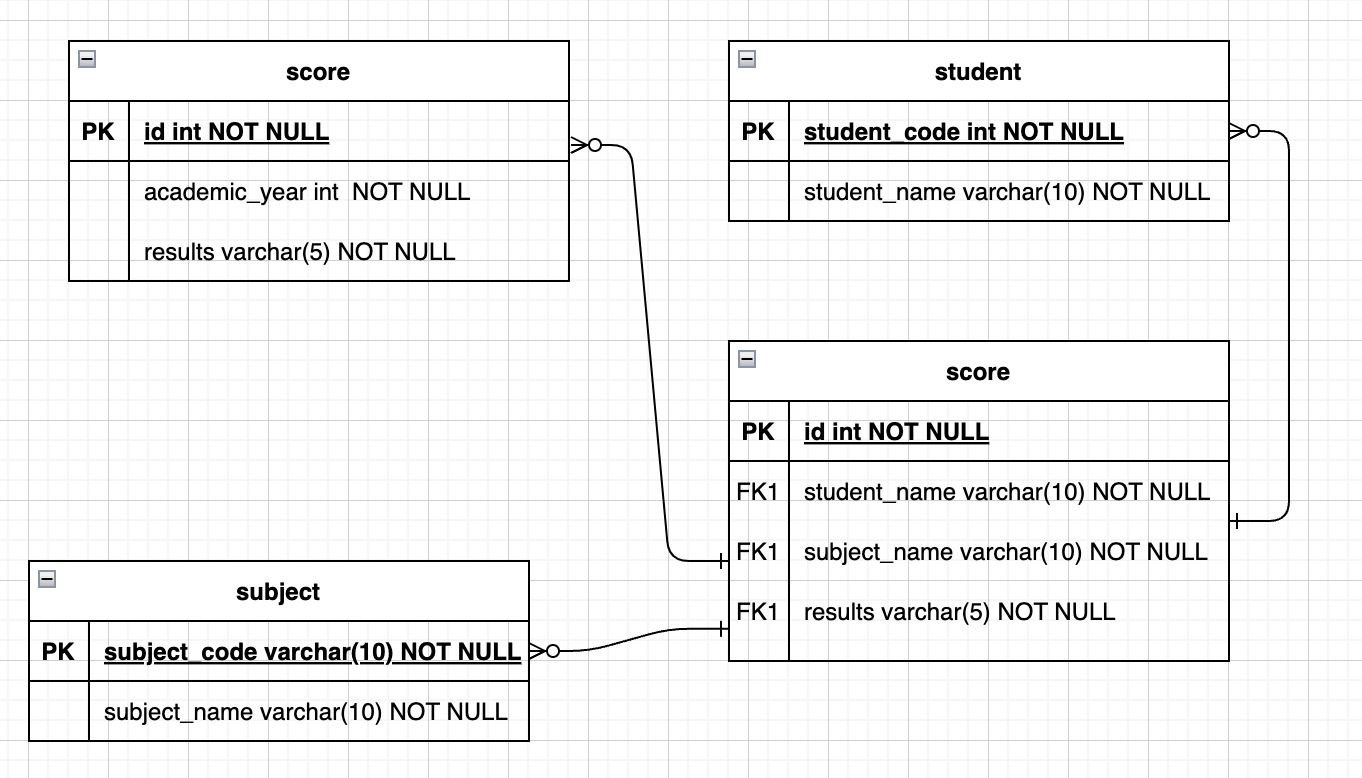 score
PK id int NOT NULL
academic_year int  NOT NULL
results varchar(5) NOT NULL
student
PK student_code int NOT NULL
student_name varchar(10) NOT NULL
score
PK id int NOT NULL
FK1 student_name varchar(10) NOT NULL
FK1 subject_name varchar(10) NOT NULL
FK1 results varchar(5) NOT NULL
subject
PK subject_code varchar(10) NOT NULL
subject_name varchar(10) NOT NULL